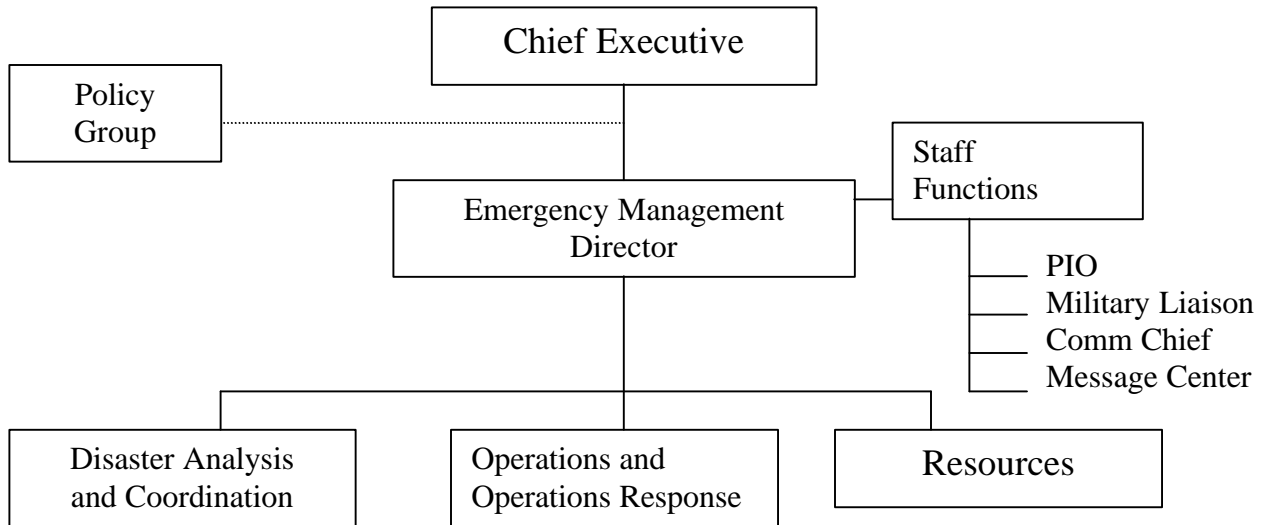 Chief Executive
Policy
Group
Staff
Functions
Emergency Management
Director
PIO
Military Liaison
Comm Chief
Message Center
Disaster Analysis
and Coordination
Operations and
Operations Response
Resources